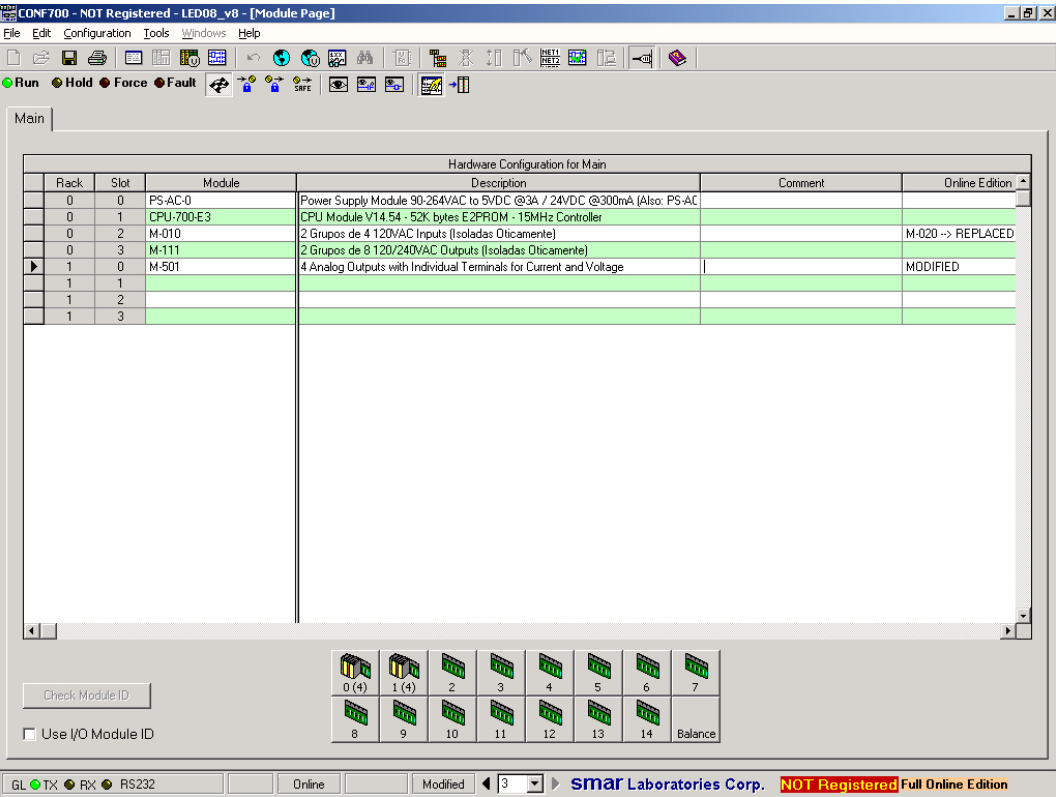 CONF700 - NOT Registered - LED08_v8 - [Module Page]
File Edit Configuration Tools Windows Help
NET1
NET2
Run Hold Force Fault SAFE
Main
Hardware Configuration for Main
Rack Slot Module Description Comment Online Edition
0 0 PS-AC-0 Power Supply Module 90-264VAC to 5VDC @3A / 24VDC @300mA (Also: PS-AC
0 1 CPU-700-E3 CPU Module V14.54 - 52K bytes E2PROM - 15MHz Controller
0 2 M-010 2 Grupos de 4 120VAC Inputs (Isoladas Oticamente) M-020 --> REPLACED
0 3 M-111 2 Grupos de 8 120/240VAC Outputs (Isoladas Oticamente)
1 0 M-501 4 Analog Outputs with Individual Terminals for Current and Voltage MODIFIED
1 1
1 2
1 3
0 (4) 1 (4) 2 3 4 5 6 7
Check Module ID
Use I/O Module ID
8 9 10 11 12 13 14 Balance
GL TX RX RS232 Online Modified 3 smar Laboratories Corp. NOT Registered Full Online Edition